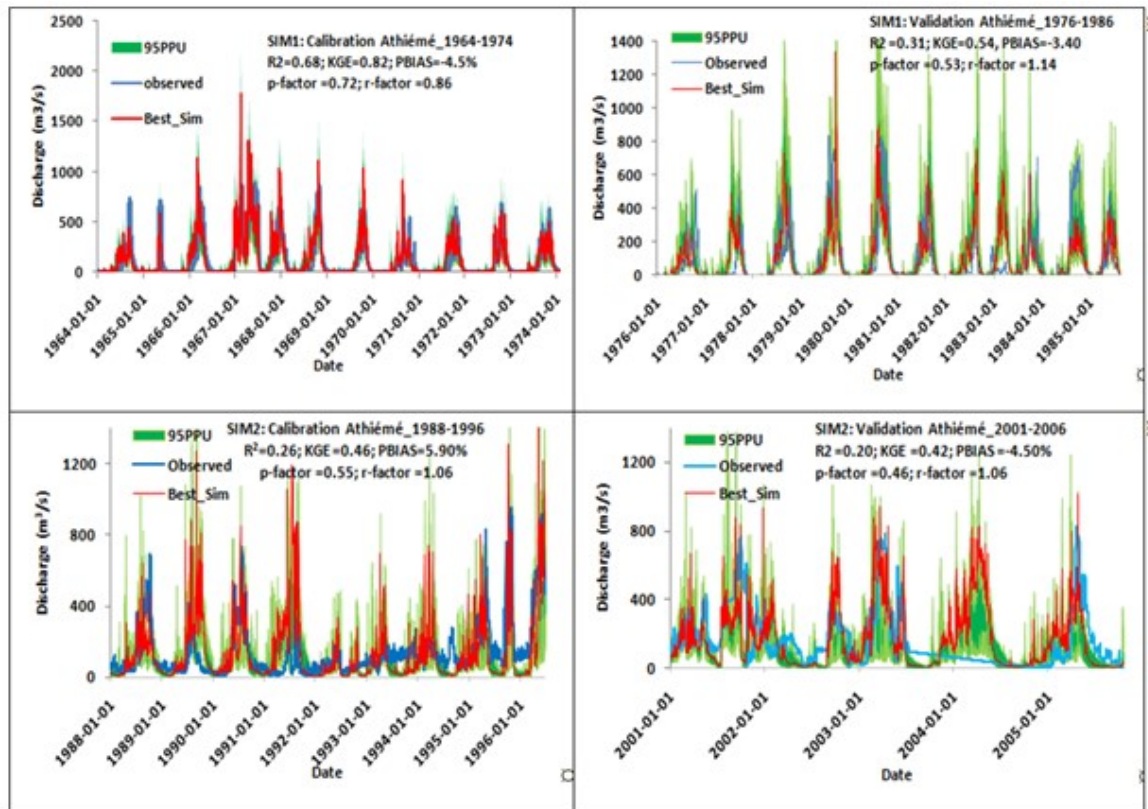 2500
2000
1500
1000
500
0
Discharge (m3/s)
95PPU
observed
Best_Sim
SIM1: Calibration Athiémé_1964-1974
R2=0.68; KGE=0.82; PBIAS=-4.5%
p-factor =0.72; r-factor =0.86
1964-01-01
1965-01-01
1966-01-01
1967-01-01
1968-01-01
1969-01-01
1970-01-01
1971-01-01
1972-01-01
1973-01-01
1974-01-01
Date
1400
1200
1000
800
600
400
200
0
Discharge (m3/s)
95PPU
Observed
Best_Sim
SIM1: Validation Athiémé_1976-1986
R2 =0.31; KGE=0.54, PBIAS=-3.40
p-factor =0.53; r-factor =1.14
1976-01-01
1977-01-01
1978-01-01
1979-01-01
1980-01-01
1981-01-01
1982-01-01
1983-01-01
1984-01-01
1985-01-01
Date
1200
800
400
0
Discharge (m³/s)
95PPU
Observed
Best_Sim
SIM2: Calibration Athiémé_1988-1996
R²=0.26; KGE =0.46; PBIAS=5.90%
p-factor =0.55; r-factor =1.06
1988-01-01
1989-01-01
1990-01-01
1991-01-01
1992-01-01
1993-01-01
1994-01-01
1995-01-01
1996-01-01
Date
1200
800
400
0
Discharge (m3/s)
95PPU
Observed
Best_Sim
SIM2: Validation Athiémé_2001-2006
R2 =0.20; KGE =0.42; PBIAS =-4.50%
p-factor =0.46; r-factor =1.06
2001-01-01
2002-01-01
2003-01-01
2004-01-01
2005-01-01
Date